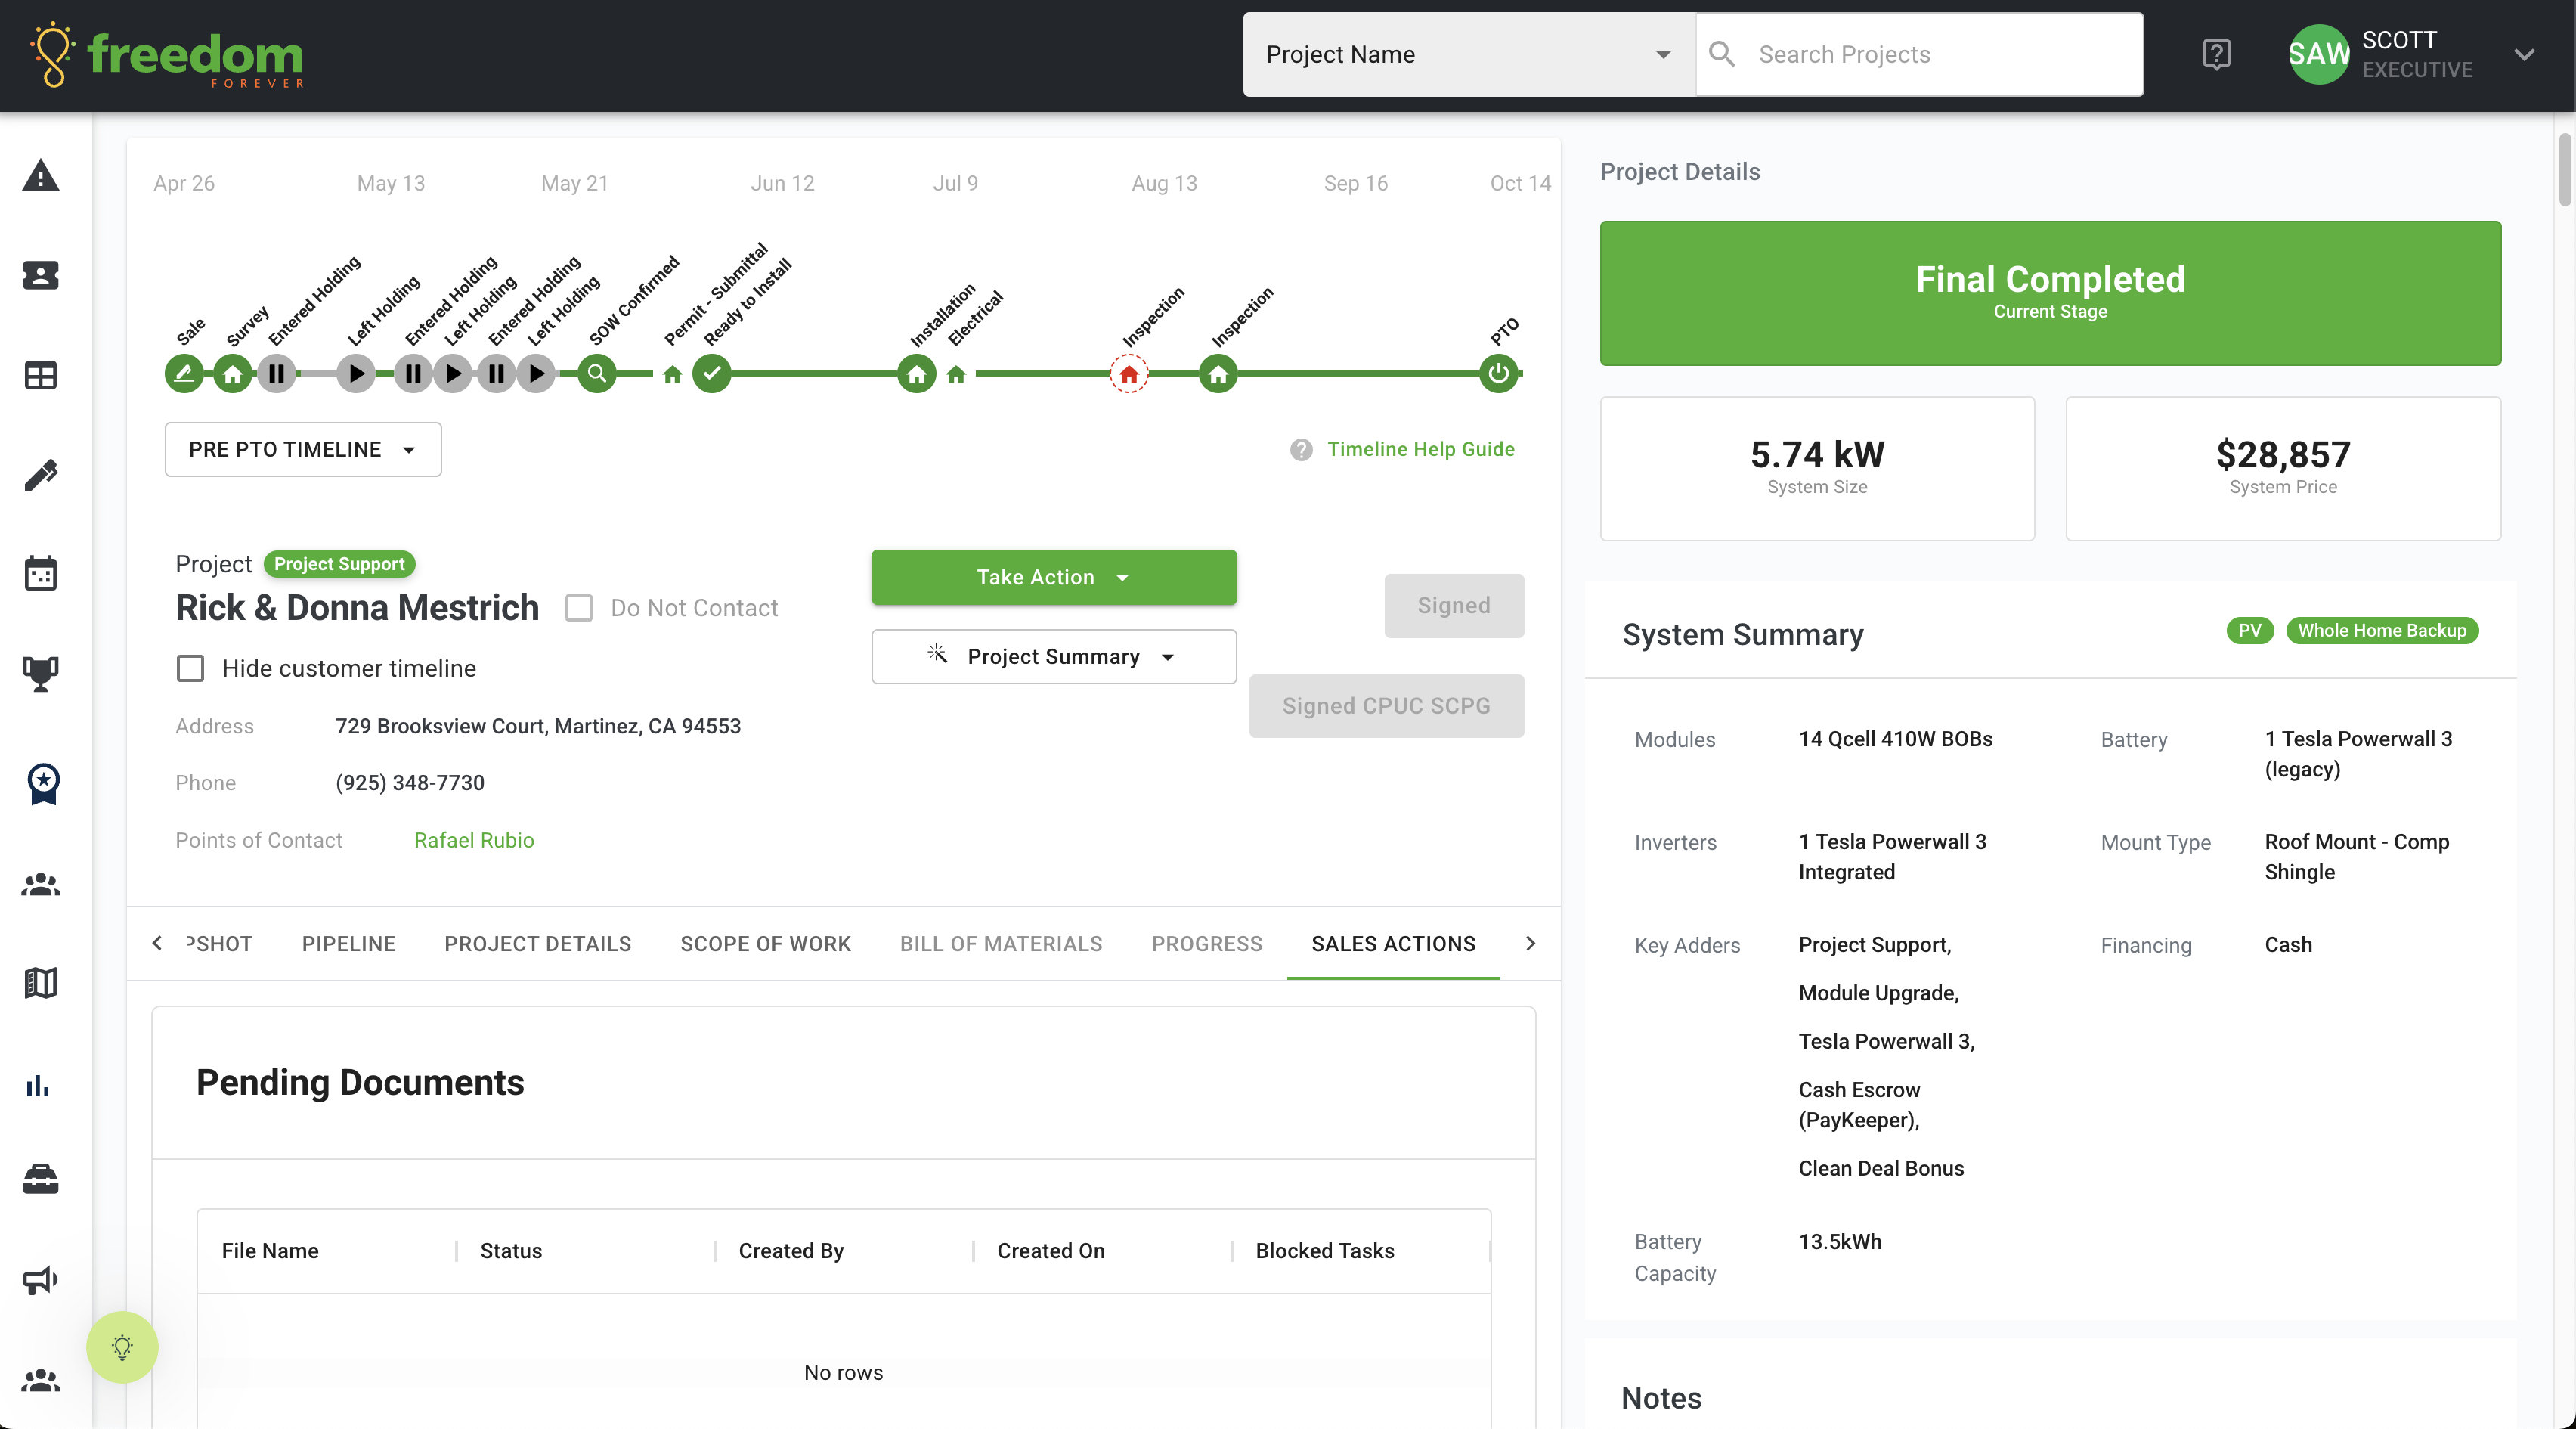 freedom
FOREVER
Project Name
Search Projects
SAW
SCOTT
EXECUTIVE
Apr 26
May 13
May 21
Jun 12
Jul 9
Aug 13
Sep 16
Oct 14
Sale
Survey
Entered Holding
Left Holding
Entered Holding
Left Holding
Entered Holding
Left Holding
SOW Confirmed
Permit - Submittal
Ready to Install
Installation
Electrical
Inspection
Inspection
PTO
PRE PTO TIMELINE
Timeline Help Guide
Project
Project Support
Rick & Donna Mestrich
Do Not Contact
Hide customer timeline
Address
729 Brooksview Court, Martinez, CA 94553
Phone
(925) 348-7730
Points of Contact
Rafael Rubio
Take Action
Project Summary
Signed
Signed CPUC SCPG
PSHOT
PIPELINE
PROJECT DETAILS
SCOPE OF WORK
BILL OF MATERIALS
PROGRESS
SALES ACTIONS
Pending Documents
File Name
Status
Created By
Created On
Blocked Tasks
No rows
Project Details
Final Completed
Current Stage
5.74 kW
System Size
$28,857
System Price
System Summary
PV
Whole Home Backup
Modules
14 Qcell 410W BOBs
Battery
1 Tesla Powerwall 3
(legacy)
Inverters
1 Tesla Powerwall 3
Integrated
Mount Type
Roof Mount - Comp
Shingle
Key Adders
Project Support,
Module Upgrade,
Tesla Powerwall 3,
Cash Escrow
(PayKeeper),
Clean Deal Bonus
Financing
Cash
Battery
Capacity
13.5kWh
Notes